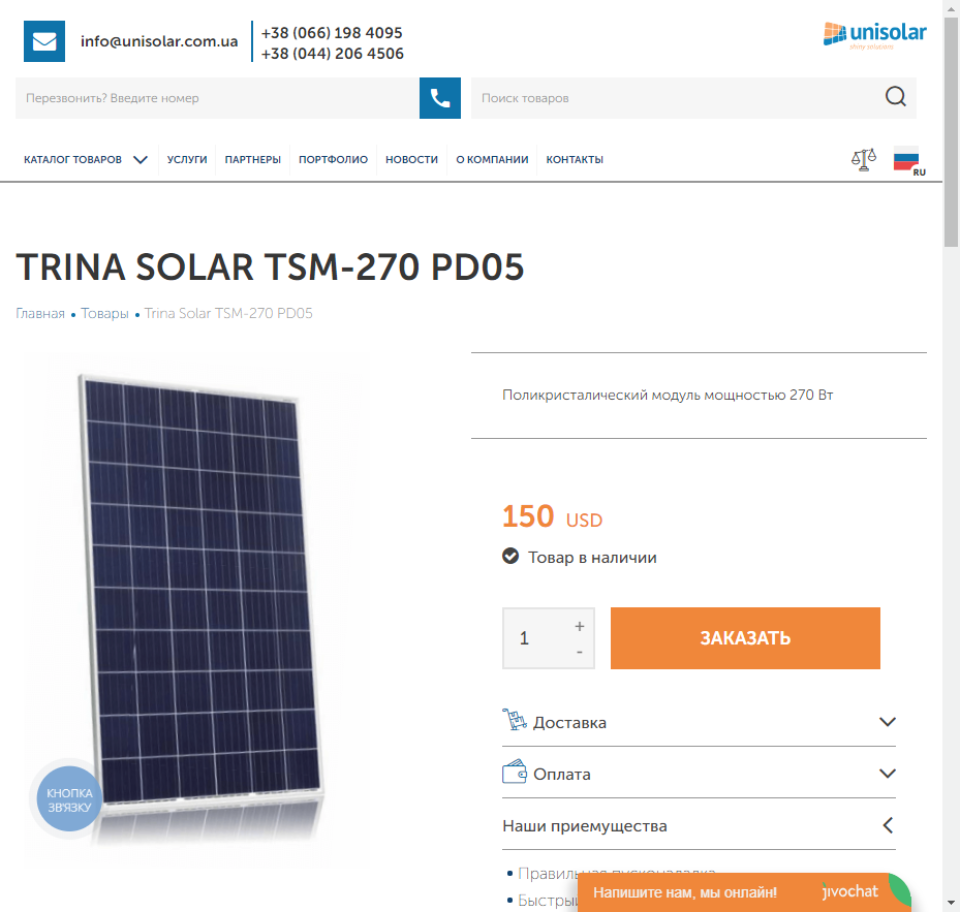 info@unisolar.com.ua
+38 (066) 198 4095
+38 (044) 206 4506
unisolar
shiny solutions
Перезвонить? Введите номер
Поиск товаров
КАТАЛОГ ТОВАРОВ УСЛУГИ ПАРТНЕРЫ ПОРТФОЛИО НОВОСТИ О КОМПАНИИ КОНТАКТЫ
RU
TRINA SOLAR TSM-270 PD05
Главная • Товары • Trina Solar TSM-270 PD05
Поликристалический модуль мощностью 270 Вт
150 USD
Товар в наличии
1 + -
ЗАКАЗАТЬ
Доставка
Оплата
Наши приемущества
КНОПКА
ЗВ'ЯЗКУ
• Правильная пусконаладка
• Быстры
Напишите нам, мы онлайн! jivochat